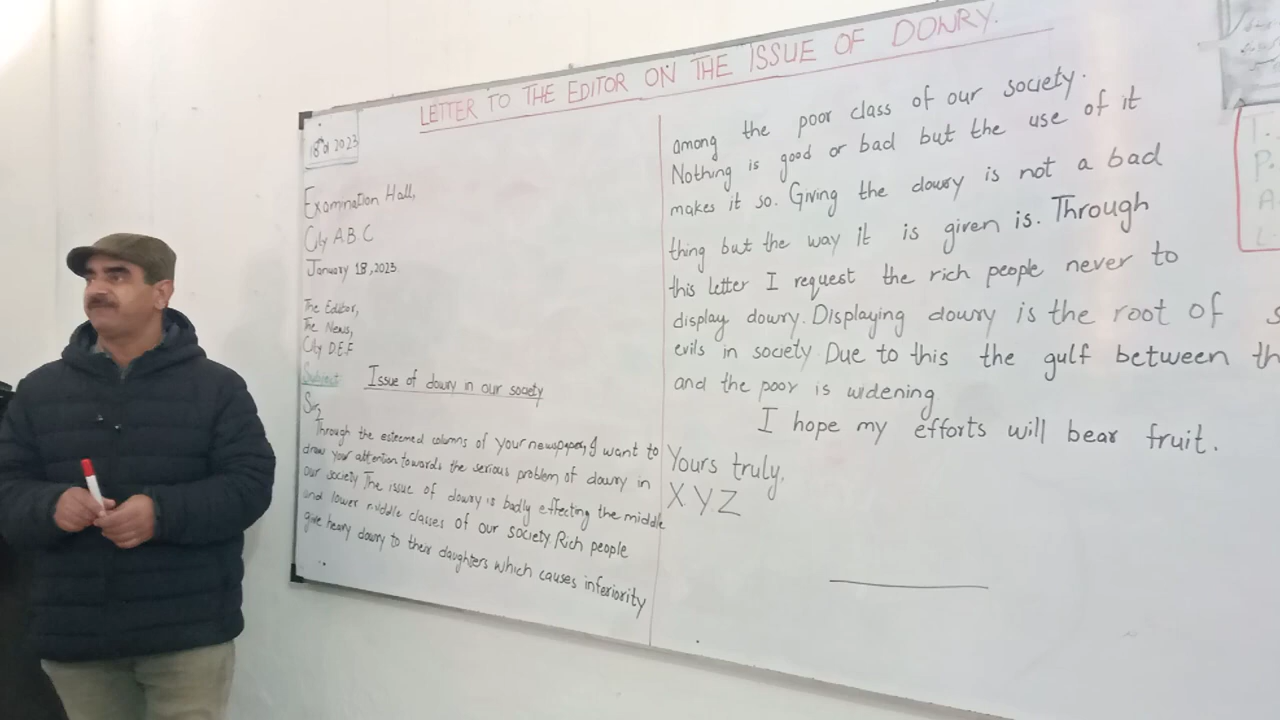 LETTER TO THE EDITOR ON THE ISSUE OF DOWRY.
18th 01 2023
Examination Hall,
City A.B.C
January 18, 2023
The Editor,
The News,
City D.E.F
Subject
Issue of dowry in our society
Sir,
Through the esteemed columns of your newspaper, I want to
draw your attention towards the serious problem of dowry in
our society The issue of dowry is badly effecting the middle
and lower middle classes of our society. Rich people
give heavy dowry to their daughters which causes inferiority
among the poor class of our society.
Nothing is good or bad but the use of it
makes it so. Giving the dowry is not a bad
thing but the way it is given is. Through
this letter I request the rich people never to
display dowry. Displaying dowry is the root of s
evils in society Due to this the gulf between th
and the poor is widening
I hope my efforts will bear fruit.
Yours truly,
X Y Z
T.
P.
A
L